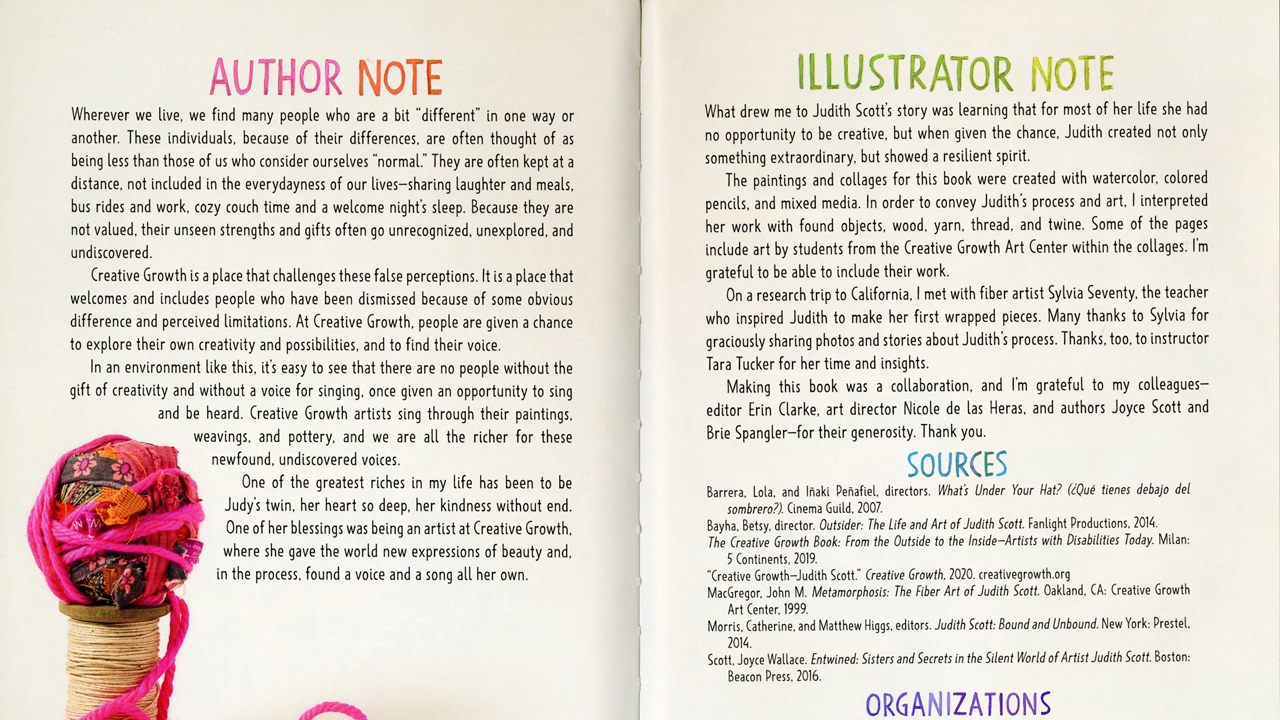 AUTHOR NOTE
Wherever we live, we find many people who are a bit “different” in one way or
another. These individuals, because of their differences, are often thought of as
being less than those of us who consider ourselves “normal.” They are often kept at a
distance, not included in the everydayness of our lives—sharing laughter and meals,
bus rides and work, cozy couch time and a welcome night’s sleep. Because they are
not valued, their unseen strengths and gifts often go unrecognized, unexplored, and
undiscovered.
Creative Growth is a place that challenges these false perceptions. It is a place that
welcomes and includes people who have been dismissed because of some obvious
difference and perceived limitations. At Creative Growth, people are given a chance
to explore their own creativity and possibilities, and to find their voice.
In an environment like this, it’s easy to see that there are no people without the
gift of creativity and without a voice for singing, once given an opportunity to sing
and be heard. Creative Growth artists sing through their paintings,
weavings, and pottery, and we are all the richer for these
newfound, undiscovered voices.
One of the greatest riches in my life has been to be
Judy’s twin, her heart so deep, her kindness without end.
One of her blessings was being an artist at Creative Growth,
where she gave the world new expressions of beauty and,
in the process, found a voice and a song all her own.
ILLUSTRATOR NOTE
What drew me to Judith Scott’s story was learning that for most of her life she had
no opportunity to be creative, but when given the chance, Judith created not only
something extraordinary, but showed a resilient spirit.
The paintings and collages for this book were created with watercolor, colored
pencils, and mixed media. In order to convey Judith’s process and art, I interpreted
her work with found objects, wood, yarn, thread, and twine. Some of the pages
include art by students from the Creative Growth Art Center within the collages. I’m
grateful to be able to include their work.
On a research trip to California, I met with fiber artist Sylvia Seventy, the teacher
who inspired Judith to make her first wrapped pieces. Many thanks to Sylvia for
graciously sharing photos and stories about Judith’s process. Thanks, too, to instructor
Tara Tucker for her time and insights.
Making this book was a collaboration, and I’m grateful to my colleagues—
editor Erin Clarke, art director Nicole de las Heras, and authors Joyce Scott and
Brie Spangler—for their generosity. Thank you.
SOURCES
Barrera, Lola, and Iñaki Peñafiel, directors. What’s Under Your Hat? (¿Qué tienes debajo del
sombrero?). Cinema Guild, 2007.
Bayha, Betsy, director. Outsider: The Life and Art of Judith Scott. Fanlight Productions, 2014.
The Creative Growth Book: From the Outside to the Inside—Artists with Disabilities Today. Milan:
5 Continents, 2019.
“Creative Growth—Judith Scott.” Creative Growth, 2020. creativegrowth.org
MacGregor, John M. Metamorphosis: The Fiber Art of Judith Scott. Oakland, CA: Creative Growth
Art Center, 1999.
Morris, Catherine, and Matthew Higgs, editors. Judith Scott: Bound and Unbound. New York: Prestel,
2014.
Scott, Joyce Wallace. Entwined: Sisters and Secrets in the Silent World of Artist Judith Scott. Boston:
Beacon Press, 2016.
ORGANIZATIONS